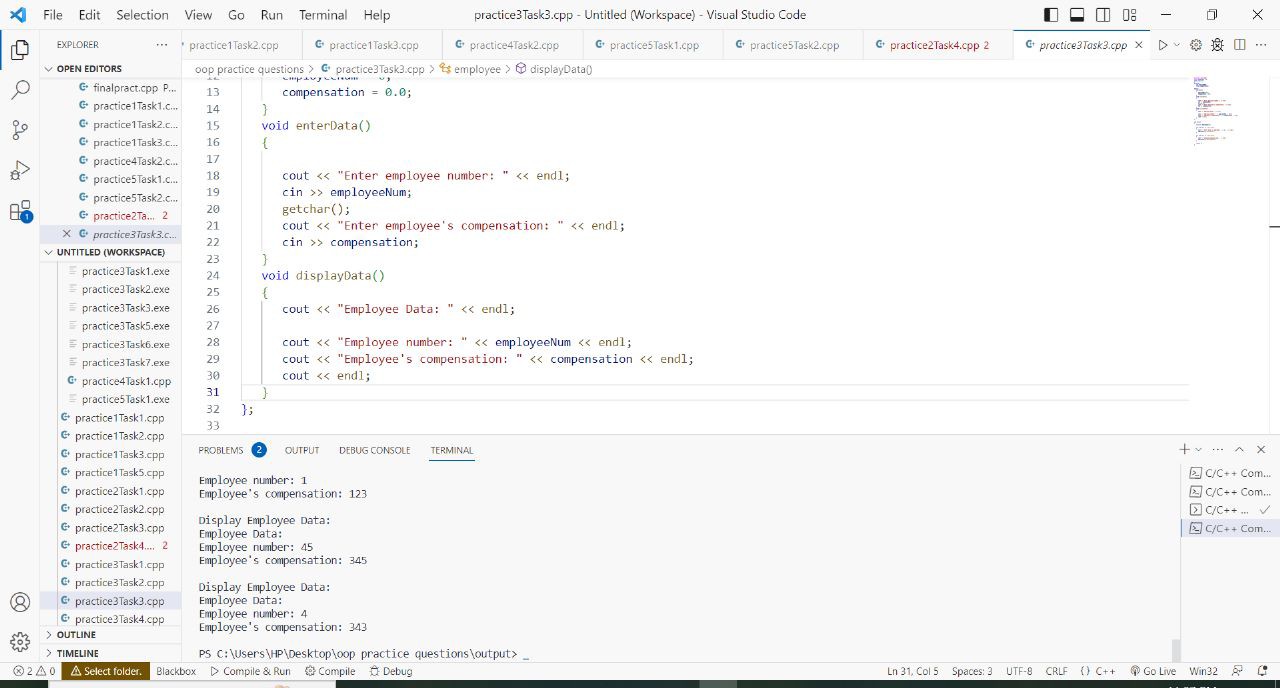 File Edit Selection View Go Run Terminal Help practice3Task3.cpp - Untitled (Workspace) - Visual Studio Code
EXPLORER ...
practice1Task2.cpp practice1Task3.cpp practice4Task2.cpp practice5Task1.cpp practice5Task2.cpp practice2Task4.cpp 2 practice3Task3.cpp
OPEN EDITORS
finalpract.cpp P...
practice1Task1.c...
practice1Task2.c...
practice1Task3.c...
practice4Task2.c...
practice5Task1.c...
practice5Task2.c...
practice2Ta... 2
practice3Task3.c...
UNTITLED (WORKSPACE)
practice3Task1.exe
practice3Task2.exe
practice3Task3.exe
practice3Task5.exe
practice3Task6.exe
practice3Task7.exe
practice4Task1.cpp
practice5Task1.exe
practice1Task1.cpp
practice1Task2.cpp
practice1Task3.cpp
practice1Task5.cpp
practice2Task1.cpp
practice2Task2.cpp
practice2Task3.cpp
practice2Task4.... 2
practice3Task1.cpp
practice3Task2.cpp
practice3Task3.cpp
practice3Task4.cpp
OUTLINE
TIMELINE
1
oop practice questions > practice3Task3.cpp > employee > displayData()
12 employeeNum = 0;
13 compensation = 0.0;
14 }
15 void enterData()
16 {
17
18 cout << "Enter employee number: " << endl;
19 cin >> employeeNum;
20 getchar();
21 cout << "Enter employee's compensation: " << endl;
22 cin >> compensation;
23 }
24 void displayData()
25 {
26 cout << "Employee Data: " << endl;
27
28 cout << "Employee number: " << employeeNum << endl;
29 cout << "Employee's compensation: " << compensation << endl;
30 cout << endl;
31 }
32 };
33
PROBLEMS 2 OUTPUT DEBUG CONSOLE TERMINAL
Employee number: 1
Employee's compensation: 123
Display Employee Data:
Employee Data:
Employee number: 45
Employee's compensation: 345
Display Employee Data:
Employee Data:
Employee number: 4
Employee's compensation: 343
PS C:\Users\HP\Desktop\oop practice questions\output> _
C/C++ Com...
C/C++ Com...
C/C++ ...
C/C++ Com...
2 0 Select folder. Blackbox Compile & Run Compile Debug Ln 31, Col 5 Spaces: 3 UTF-8 CRLF {} C++ Go Live Win32